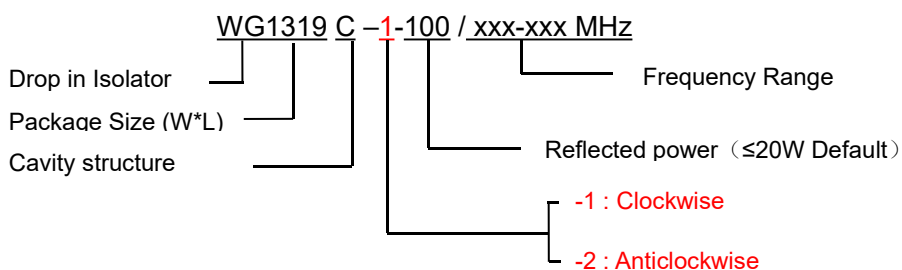 WG1319 C –1-100 / xxx-xxx MHz
Drop in Isolator
Frequency Range
Package Size (W*L)
Cavity structure
Reflected power（≤20W Default）
-1 : Clockwise
-2 : Anticlockwise